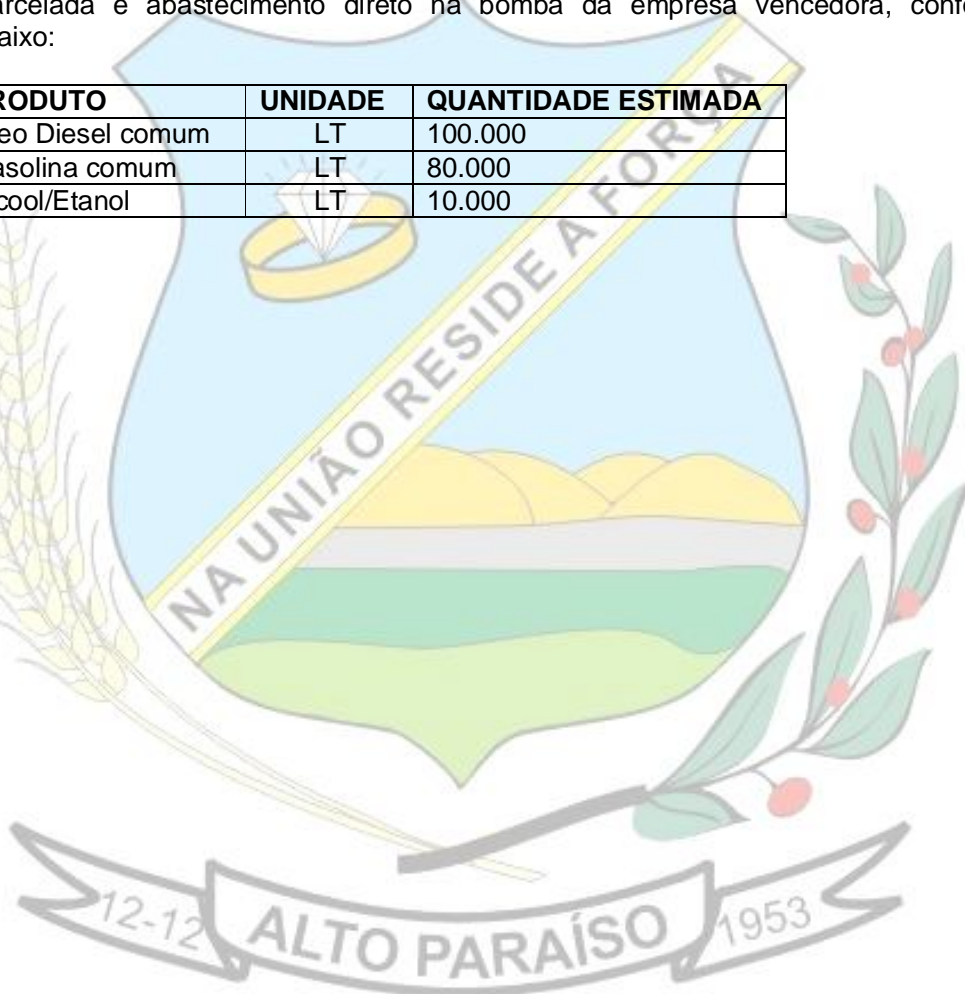 arcelada e abastecimento direto na bomba da empresa vencedora, conf
aixo:
RODUTO UNIDADE QUANTIDADE ESTIMADA
eo Diesel comum LT 100.000
asolina comum LT 80.000
cool/Etanol LT 10.000
NA UNIÃO RESIDE A FORÇA
12-12 ALTO PARAÍSO 1953